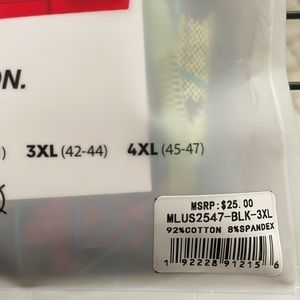 ON.
) 3XL (42-44) 4XL (45-47)
MSRP:$25.00
MLUS2547-BLK-3XL
92%COTTON 8%SPANDEX
1 92228 91215 6